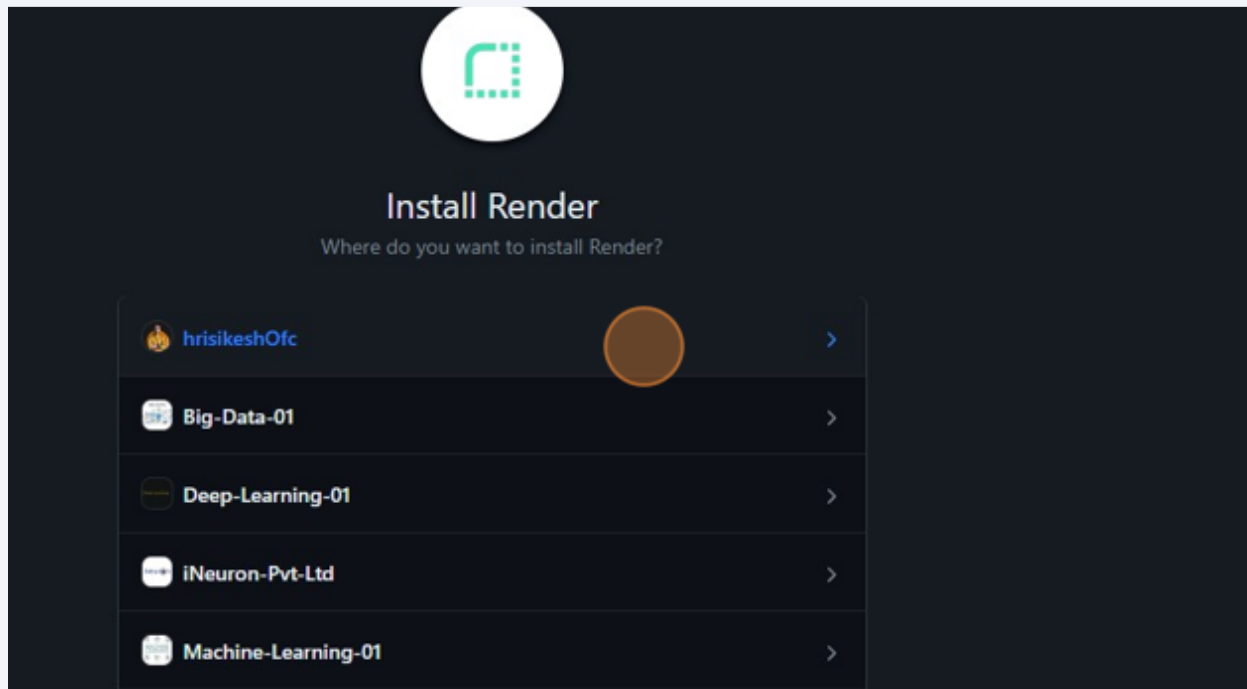 Install Render
Where do you want to install Render?
hrisikeshOfc
Big-Data-01
Deep-Learning-01
iNeuron-Pvt-Ltd
Machine-Learning-01